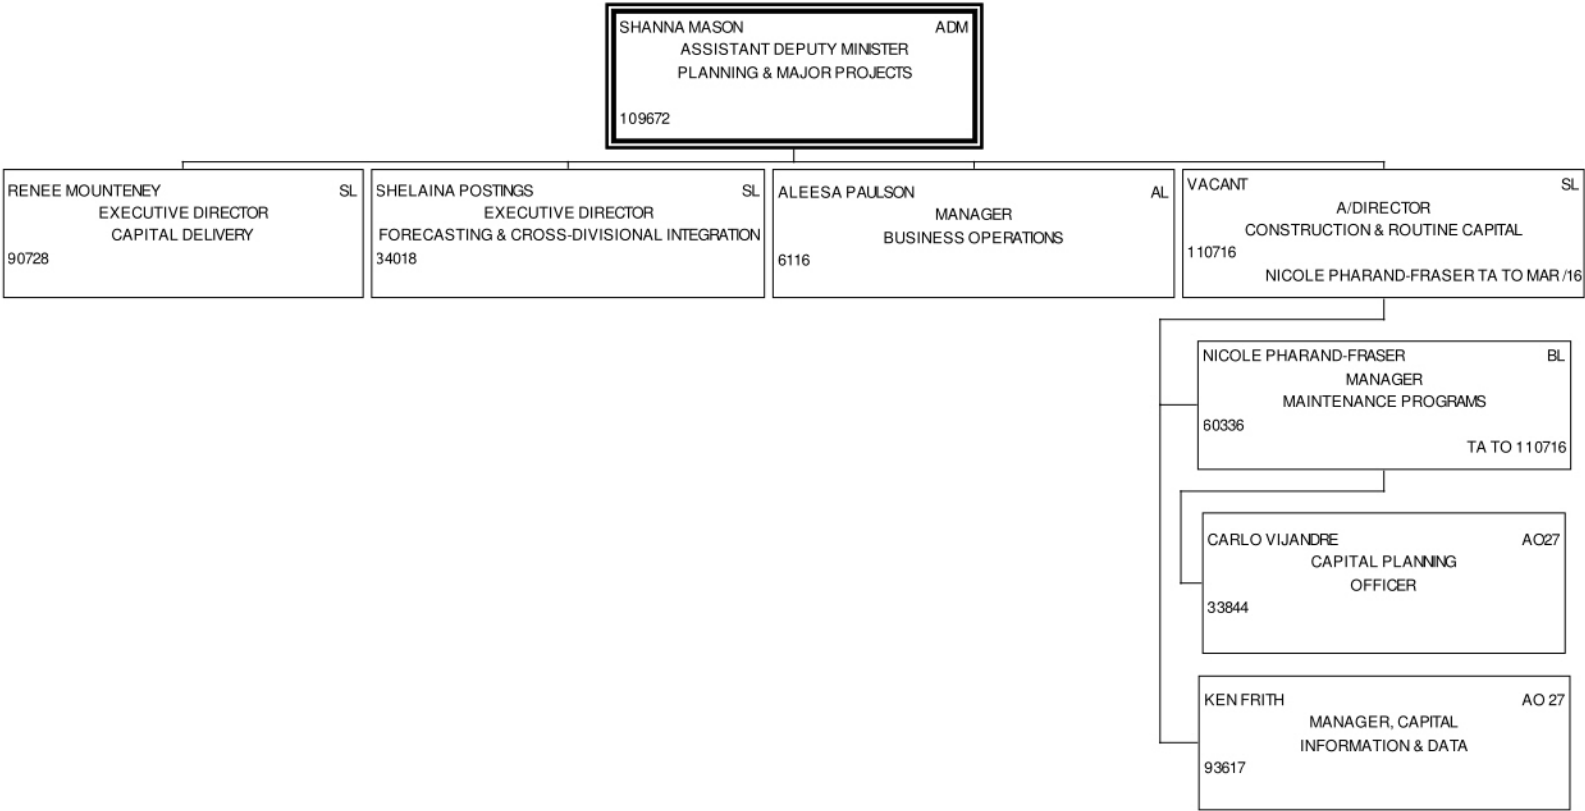 SHANNA MASON ADM
ASSISTANT DEPUTY MINISTER
PLANNING & MAJOR PROJECTS
109672
RENEE MOUNTENEY SL
EXECUTIVE DIRECTOR
CAPITAL DELIVERY
90728
SHELAINA POSTINGS SL
EXECUTIVE DIRECTOR
FORECASTING & CROSS-DIVISIONAL INTEGRATION
34018
ALEESA PAULSON AL
MANAGER
BUSINESS OPERATIONS
6116
VACANT SL
A/DIRECTOR
CONSTRUCTION & ROUTINE CAPITAL
110716
NICOLE PHARAND-FRASER TA TO MAR /16
NICOLE PHARAND-FRASER BL
MANAGER
MAINTENANCE PROGRAMS
60336
TA TO 110716
CARLO VIJANDRE AO27
CAPITAL PLANNING
OFFICER
33844
KEN FRITH AO 27
MANAGER, CAPITAL
INFORMATION & DATA
93617